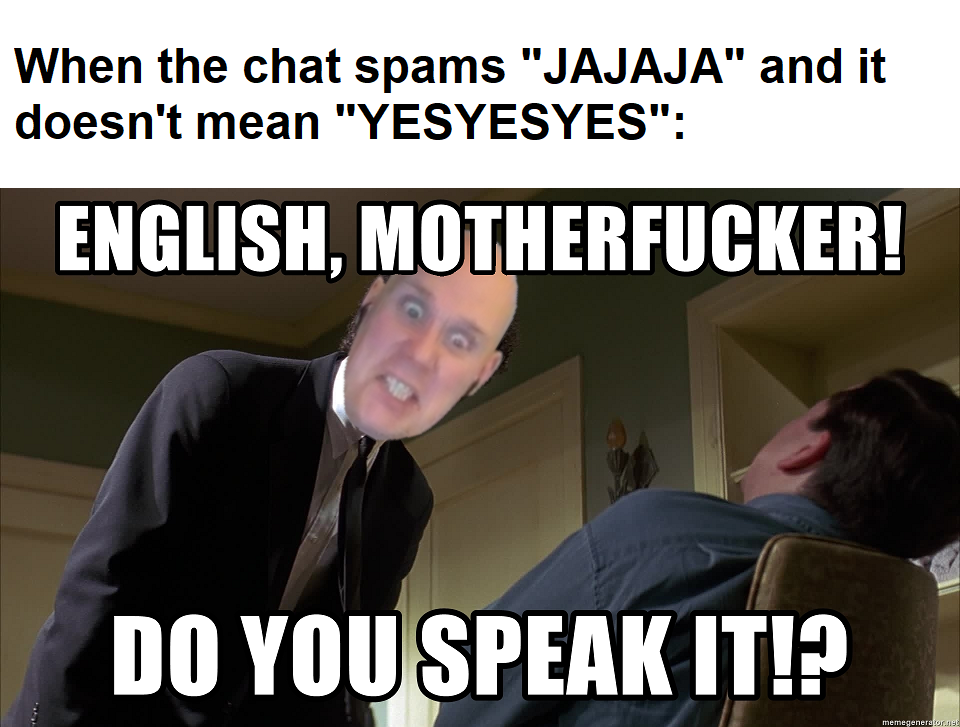 When the chat spams "JAJAJA" and it
doesn't mean "YESYESYES":
ENGLISH, MOTHERFUCKER!
DO YOU SPEAK IT!?
memegenerator.net